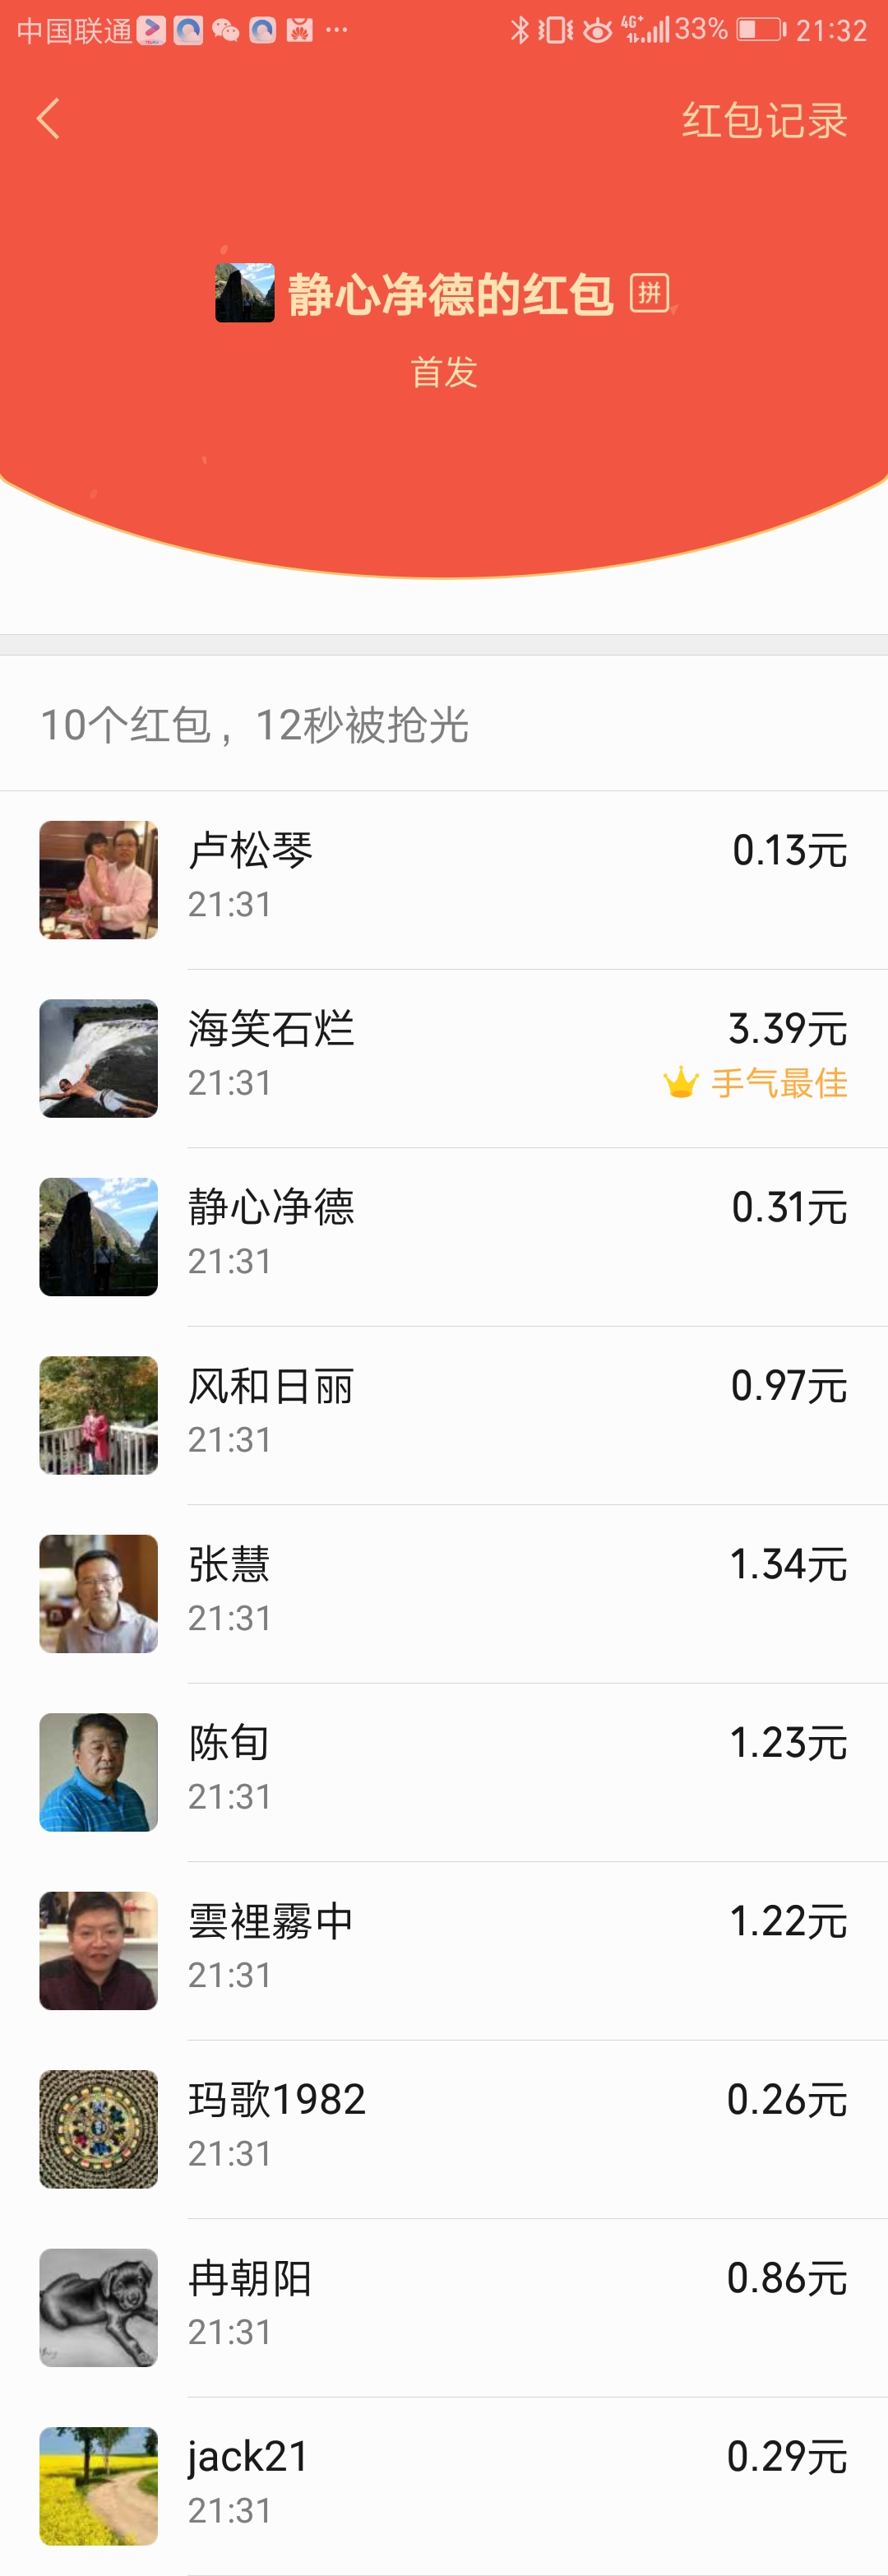 中国联通 ... 4G+ 33% 21:32
红包记录
静心净德的红包 拼
首发
10个红包，12秒被抢光
卢松琴 0.13元
21:31
海笑石烂 3.39元
21:31 手气最佳
静心净德 0.31元
21:31
风和日丽 0.97元
21:31
张慧 1.34元
21:31
陈旬 1.23元
21:31
雲裡霧中 1.22元
21:31
玛歌1982 0.26元
21:31
冉朝阳 0.86元
21:31
jack21 0.29元
21:31